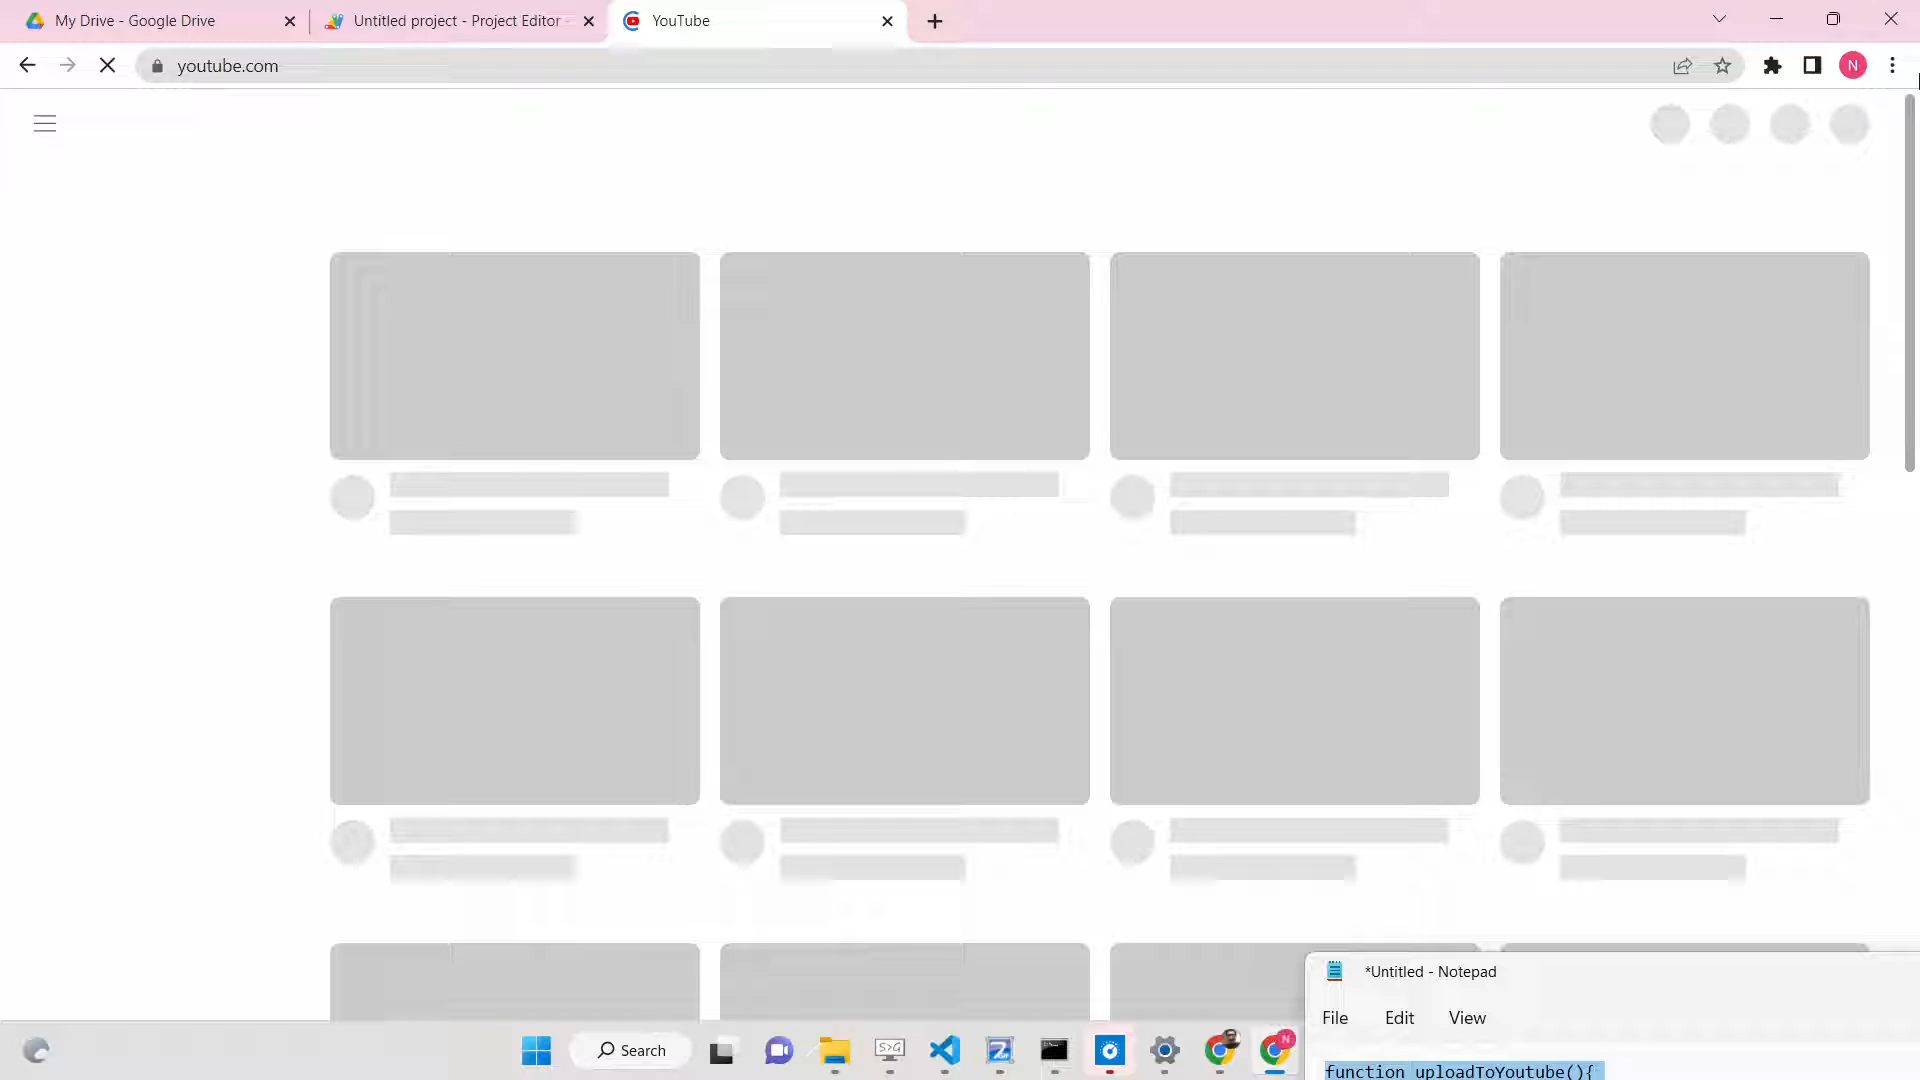 My Drive - Google Drive
Untitled project - Project Editor -
YouTube
youtube.com
N
*Untitled - Notepad
File Edit View
function uploadToYoutube(){
Search
S>G
N